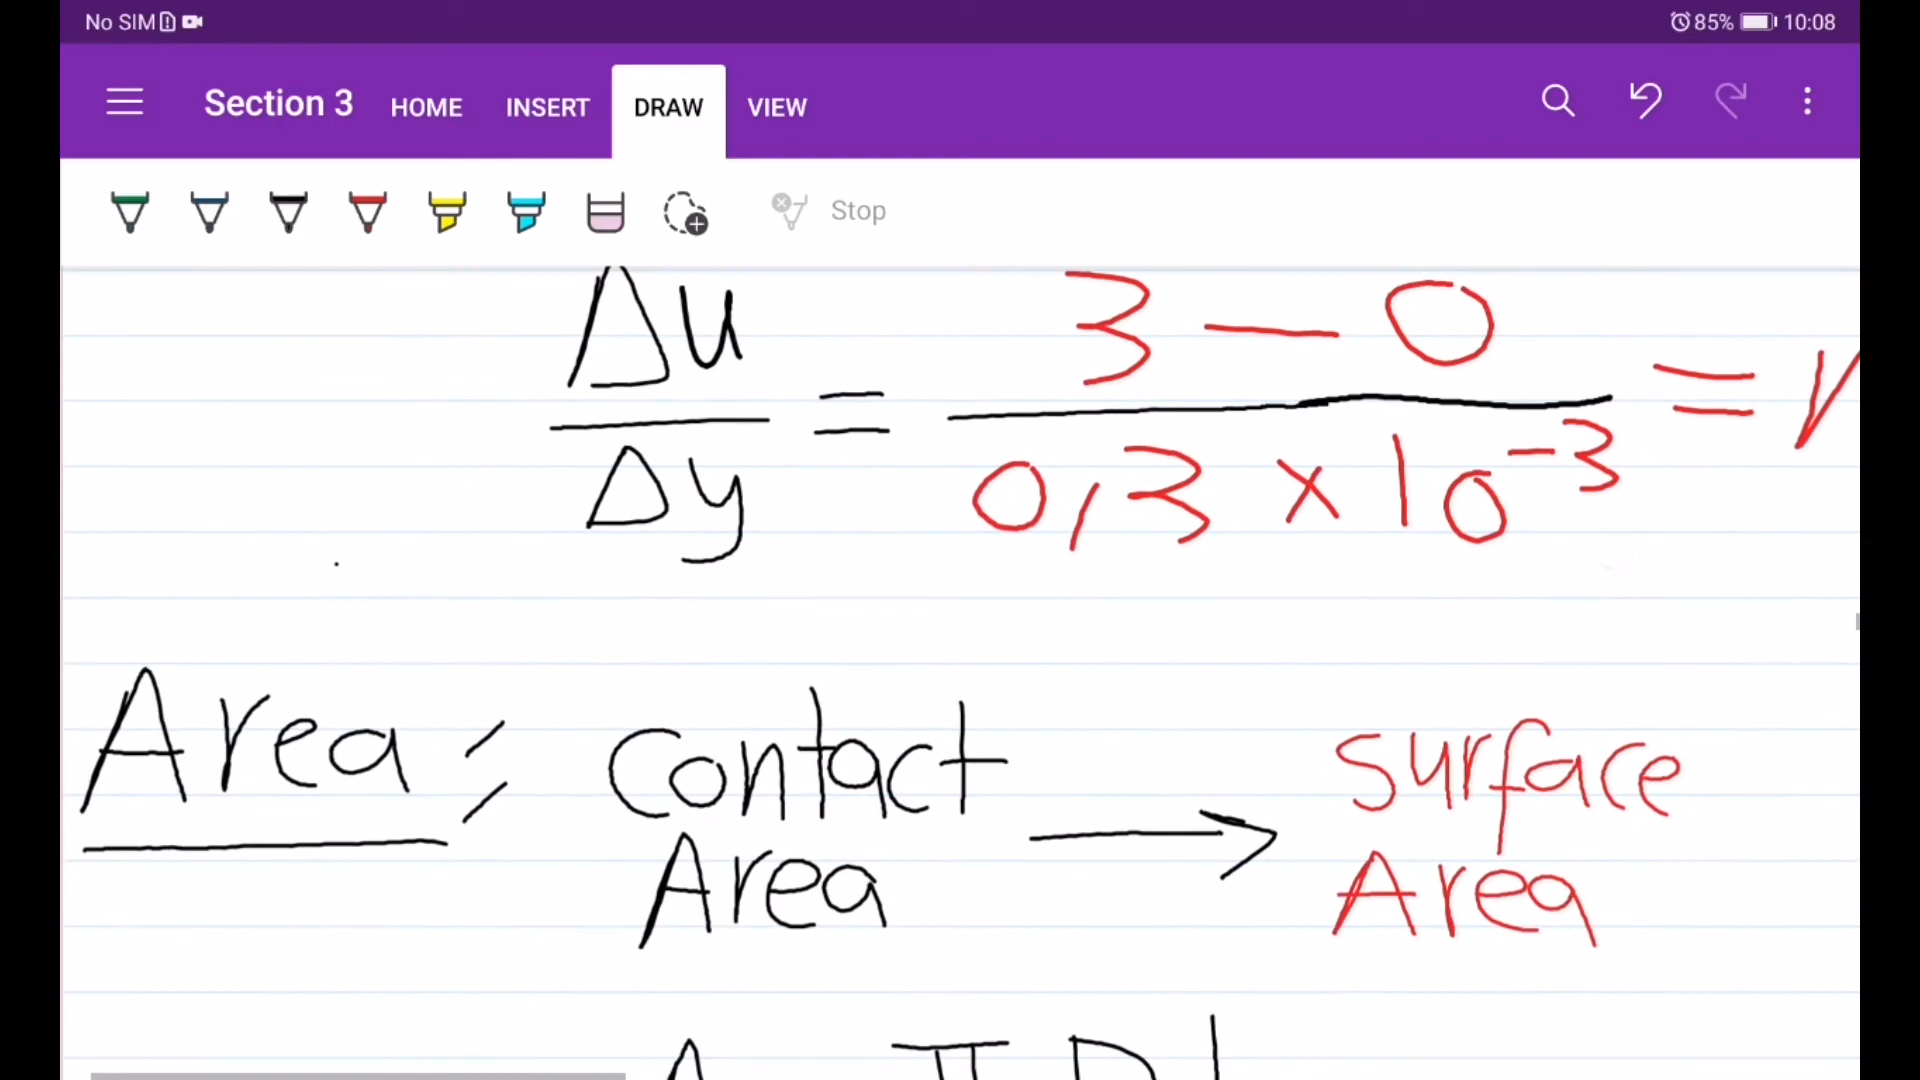 No SIM 85% 10:08
Section 3 HOME INSERT DRAW VIEW
Stop
Δu / Δy = 3 - 0 / 0,3 x 10^-3 =
Area: Contact Area → Surface Area